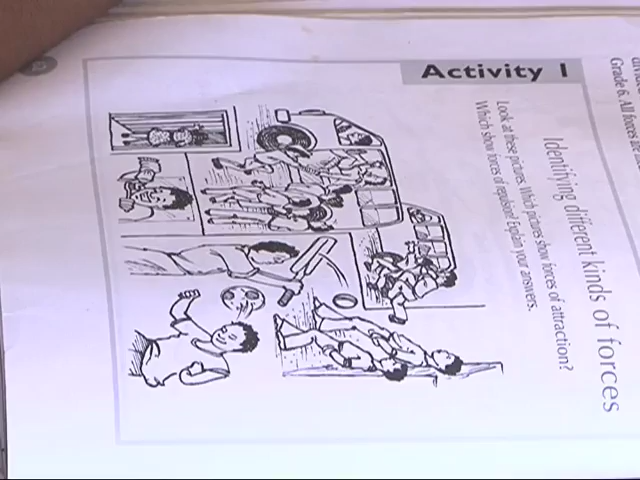 Grade 6. All forces are
Activity 1
Identifying different kinds of forces
Look at these pictures. Which pictures show forces of attraction?
Which show forces of repulsion? Explain your answers.